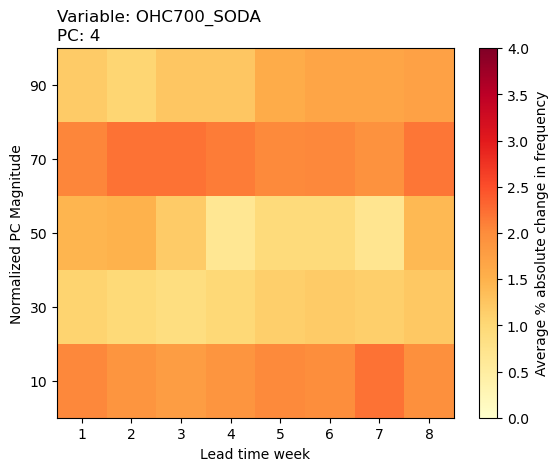 Variable: OHC700_SODA
PC: 4
Normalized PC Magnitude
90
70
50
30
10
1 2 3 4 5 6 7 8
Lead time week
4.0
3.5
3.0
2.5
2.0
1.5
1.0
0.5
0.0
Average % absolute change in frequency